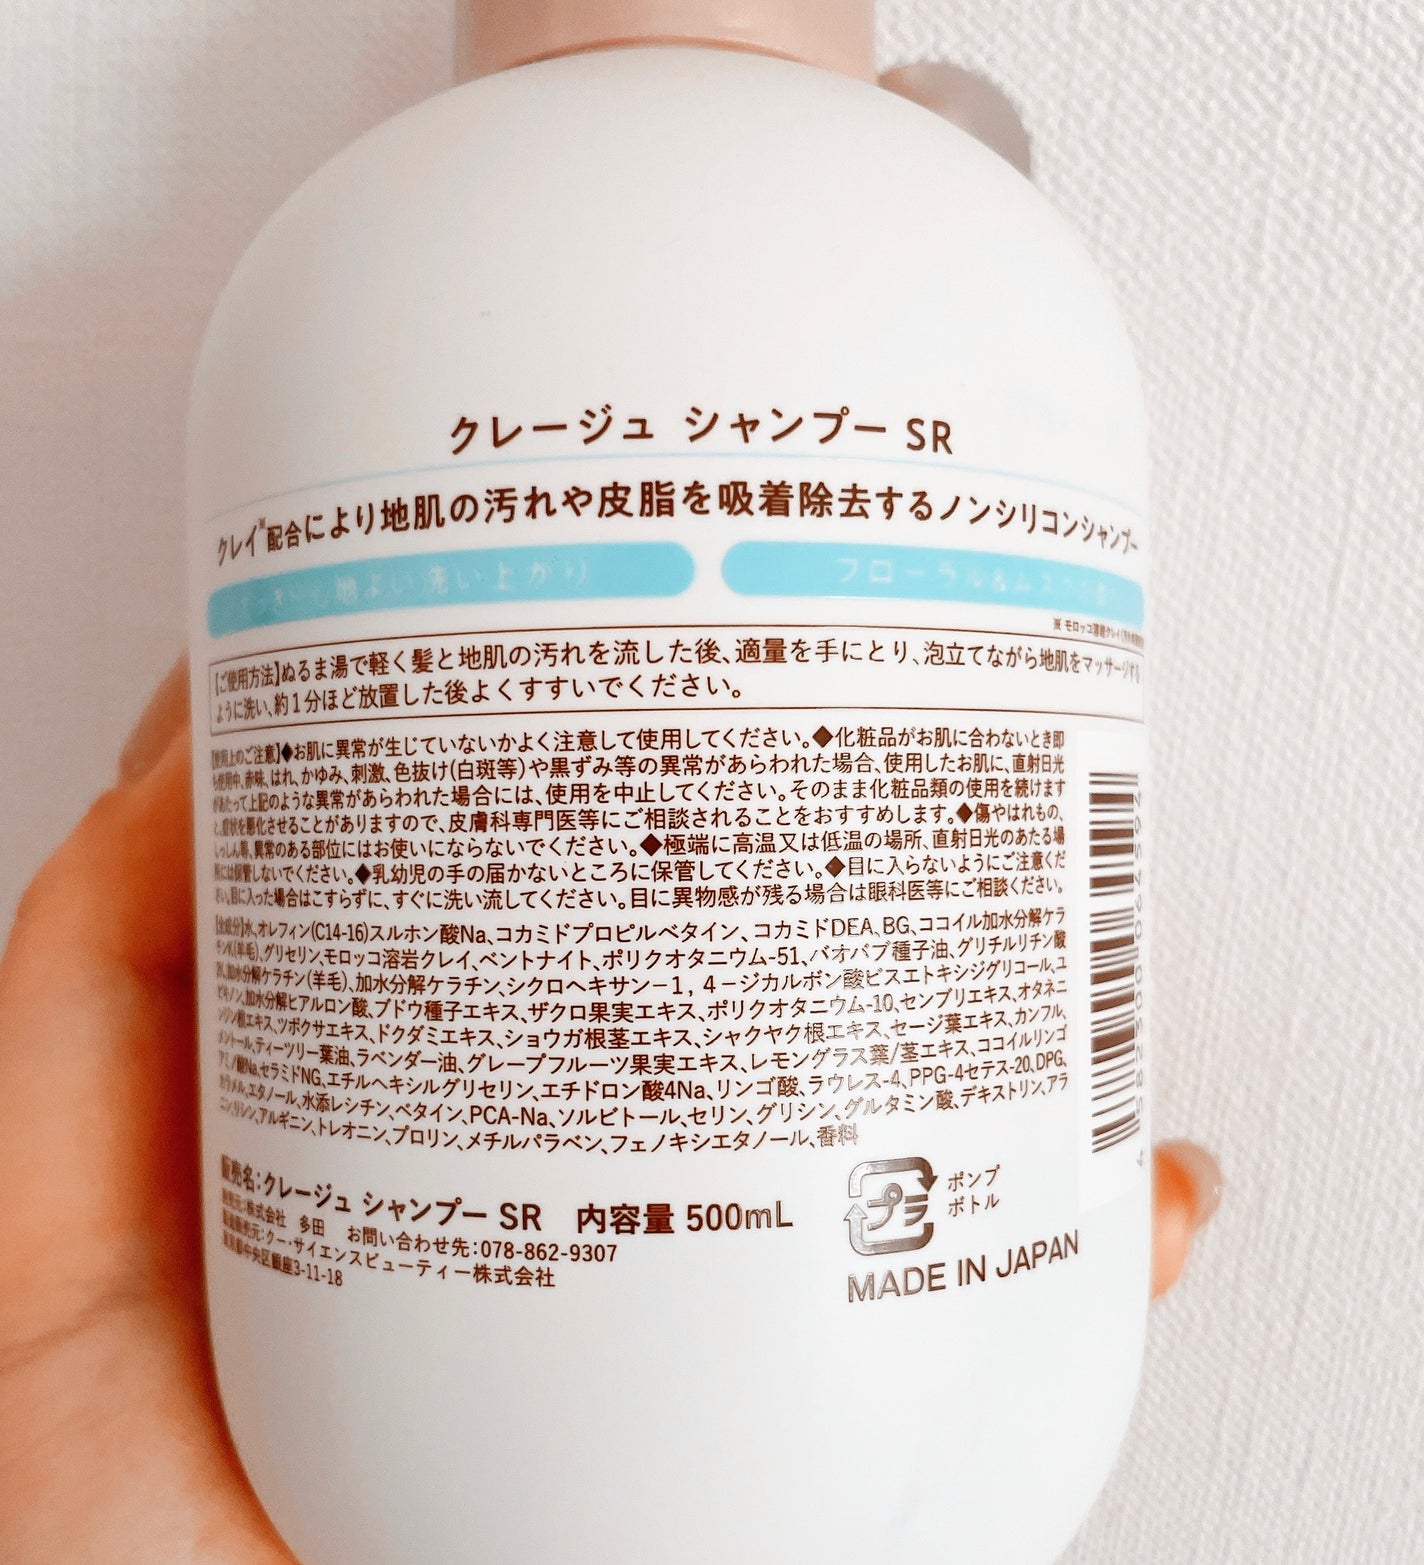 クレージュ シャンプー SR
クレイ※配合により地肌の汚れや皮脂を吸着除去するノンシリコンシャンプー
地よい洗い上がり フローラル&ム
※モロッコ溶岩クレイ
【ご使用方法】ぬるま湯で軽く髪と地肌の汚れを流した後、適量を手にとり、泡立てながら地肌をマッサージする
ように洗い、約1分ほど放置した後よくすすいでください。
【使用上のご注意】◆お肌に異常が生じていないかよく注意して使用してください。◆化粧品がお肌に合わないとき即
使用中、赤味、はれ、かゆみ、刺激、色抜け(白斑等)や黒ずみ等の異常があらわれた場合、使用したお肌に、直射日光
があたって上記のような異常があらわれた場合には、使用を中止してください。そのまま化粧品類の使用を続けます
と、症状を悪化させることがありますので、皮膚科専門医等にご相談されることをおすすめします。◆傷やはれもの、
しっしん等、異常のある部位にはお使いにならないでください。◆極端に高温又は低温の場所、直射日光のあたる場
所には保管しないでください。◆乳幼児の手の届かないところに保管してください。◆目に入らないようにご注意くだ
さい。目に入った場合はこすらずに、すぐに洗い流してください。目に異物感が残る場合は眼科医等にご相談ください。
【全成分】水、オレフィン(C14-16)スルホン酸Na、コカミドプロピルベタイン、コカミドDEA、BG、ココイル加水分解ケラ
チンK(羊毛)、グリセリン、モロッコ溶岩クレイ、ベントナイト、ポリクオタニウム-51、バオバブ種子油、グリチルリチン酸
2K、加水分解ケラチン(羊毛)、加水分解ケラチン、シクロヘキサン-1,4-ジカルボン酸ビスエトキシジグリコール、ユ
ビキノン、加水分解ヒアルロン酸、ブドウ種子エキス、ザクロ果実エキス、ポリクオタニウム-10、センブリエキス、オタネニ
ンジン根エキス、ツボクサエキス、ドクダミエキス、ショウガ根茎エキス、シャクヤク根エキス、セージ葉エキス、カンフル、
メントール、ティーツリー葉油、ラベンダー油、グレープフルーツ果実エキス、レモングラス葉/茎エキス、ココイルリンゴ
アミノ酸Na、セラミドNG、エチルヘキシルグリセリン、エチドロン酸4Na、リンゴ酸、ラウレス-4、PPG-4セテス-20、DPG、
カラメル、エタノール、水添レシチン、ベタイン、PCA-Na、ソルビトール、セリン、グリシン、グルタミン酸、デキストリン、アラ
ニン、リシン、アルギニン、トレオニン、プロリン、メチルパラベン、フェノキシエタノール、香料
販売名:クレージュ シャンプー SR 内容量 500mL
発売元:株式会社 多田 お問い合わせ先:078-862-9307
製造販売元:クー・サイエンスビューティー株式会社
東京都中央区銀座3-11-18
プラ
ポンプ
ボトル
MADE IN JAPAN